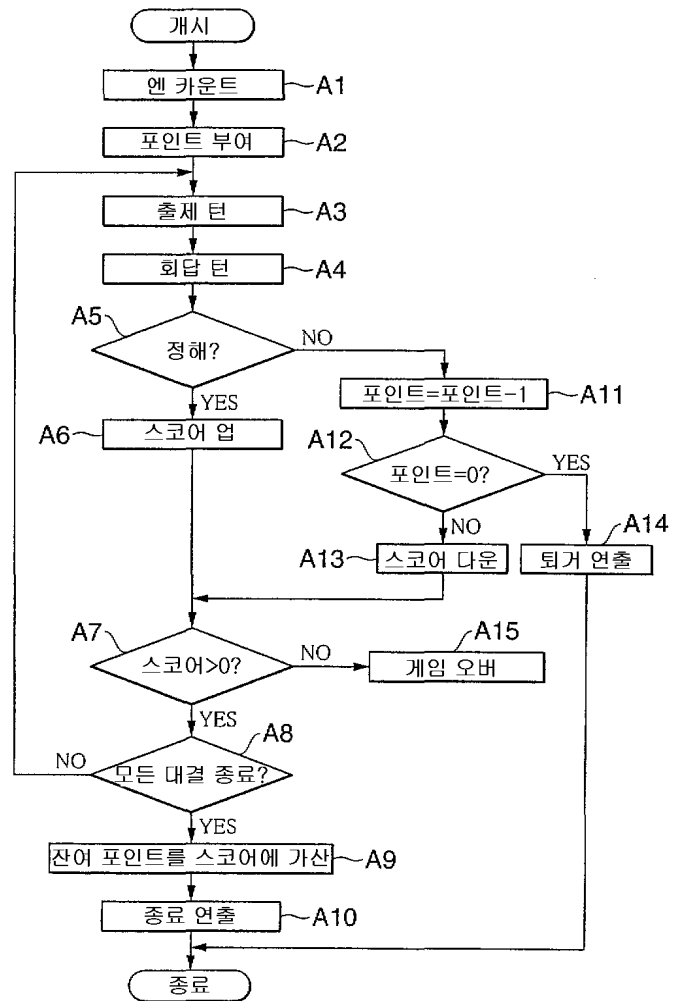 개시
엔 카운트
A1
포인트 부여
A2
출제 턴
A3
회답 턴
A4
A5
정해?
NO
YES
포인트=포인트-1
A11
A6
스코어 업
A12
포인트=0?
YES
NO
A14
A13
스코어 다운
퇴거 연출
A7
스코어>0?
NO
A15
게임 오버
YES
A8
NO
모든 대결 종료?
YES
잔여 포인트를 스코어에 가산
A9
종료 연출
A10
종료